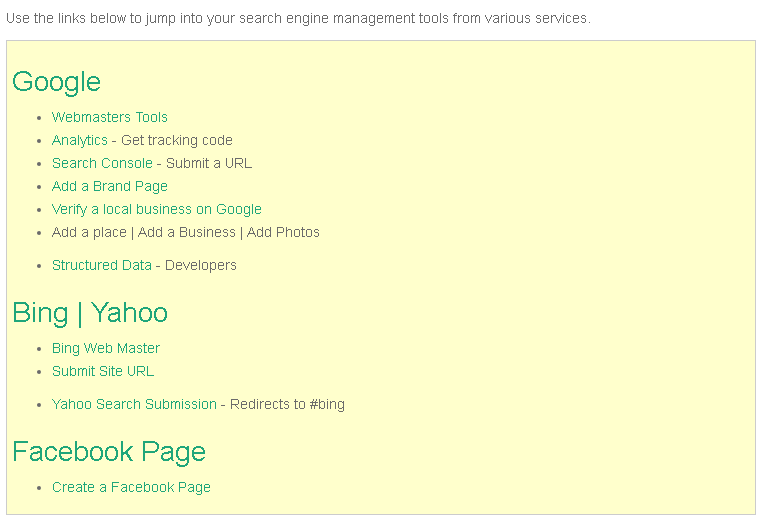 Use the links below to jump into your search engine management tools from various services.
Google
Webmasters Tools
Analytics - Get tracking code
Search Console - Submit a URL
Add a Brand Page
Verify a local business on Google
Add a place | Add a Business | Add Photos
Structured Data - Developers
Bing | Yahoo
Bing Web Master
Submit Site URL
Yahoo Search Submission - Redirects to #bing
Facebook Page
Create a Facebook Page